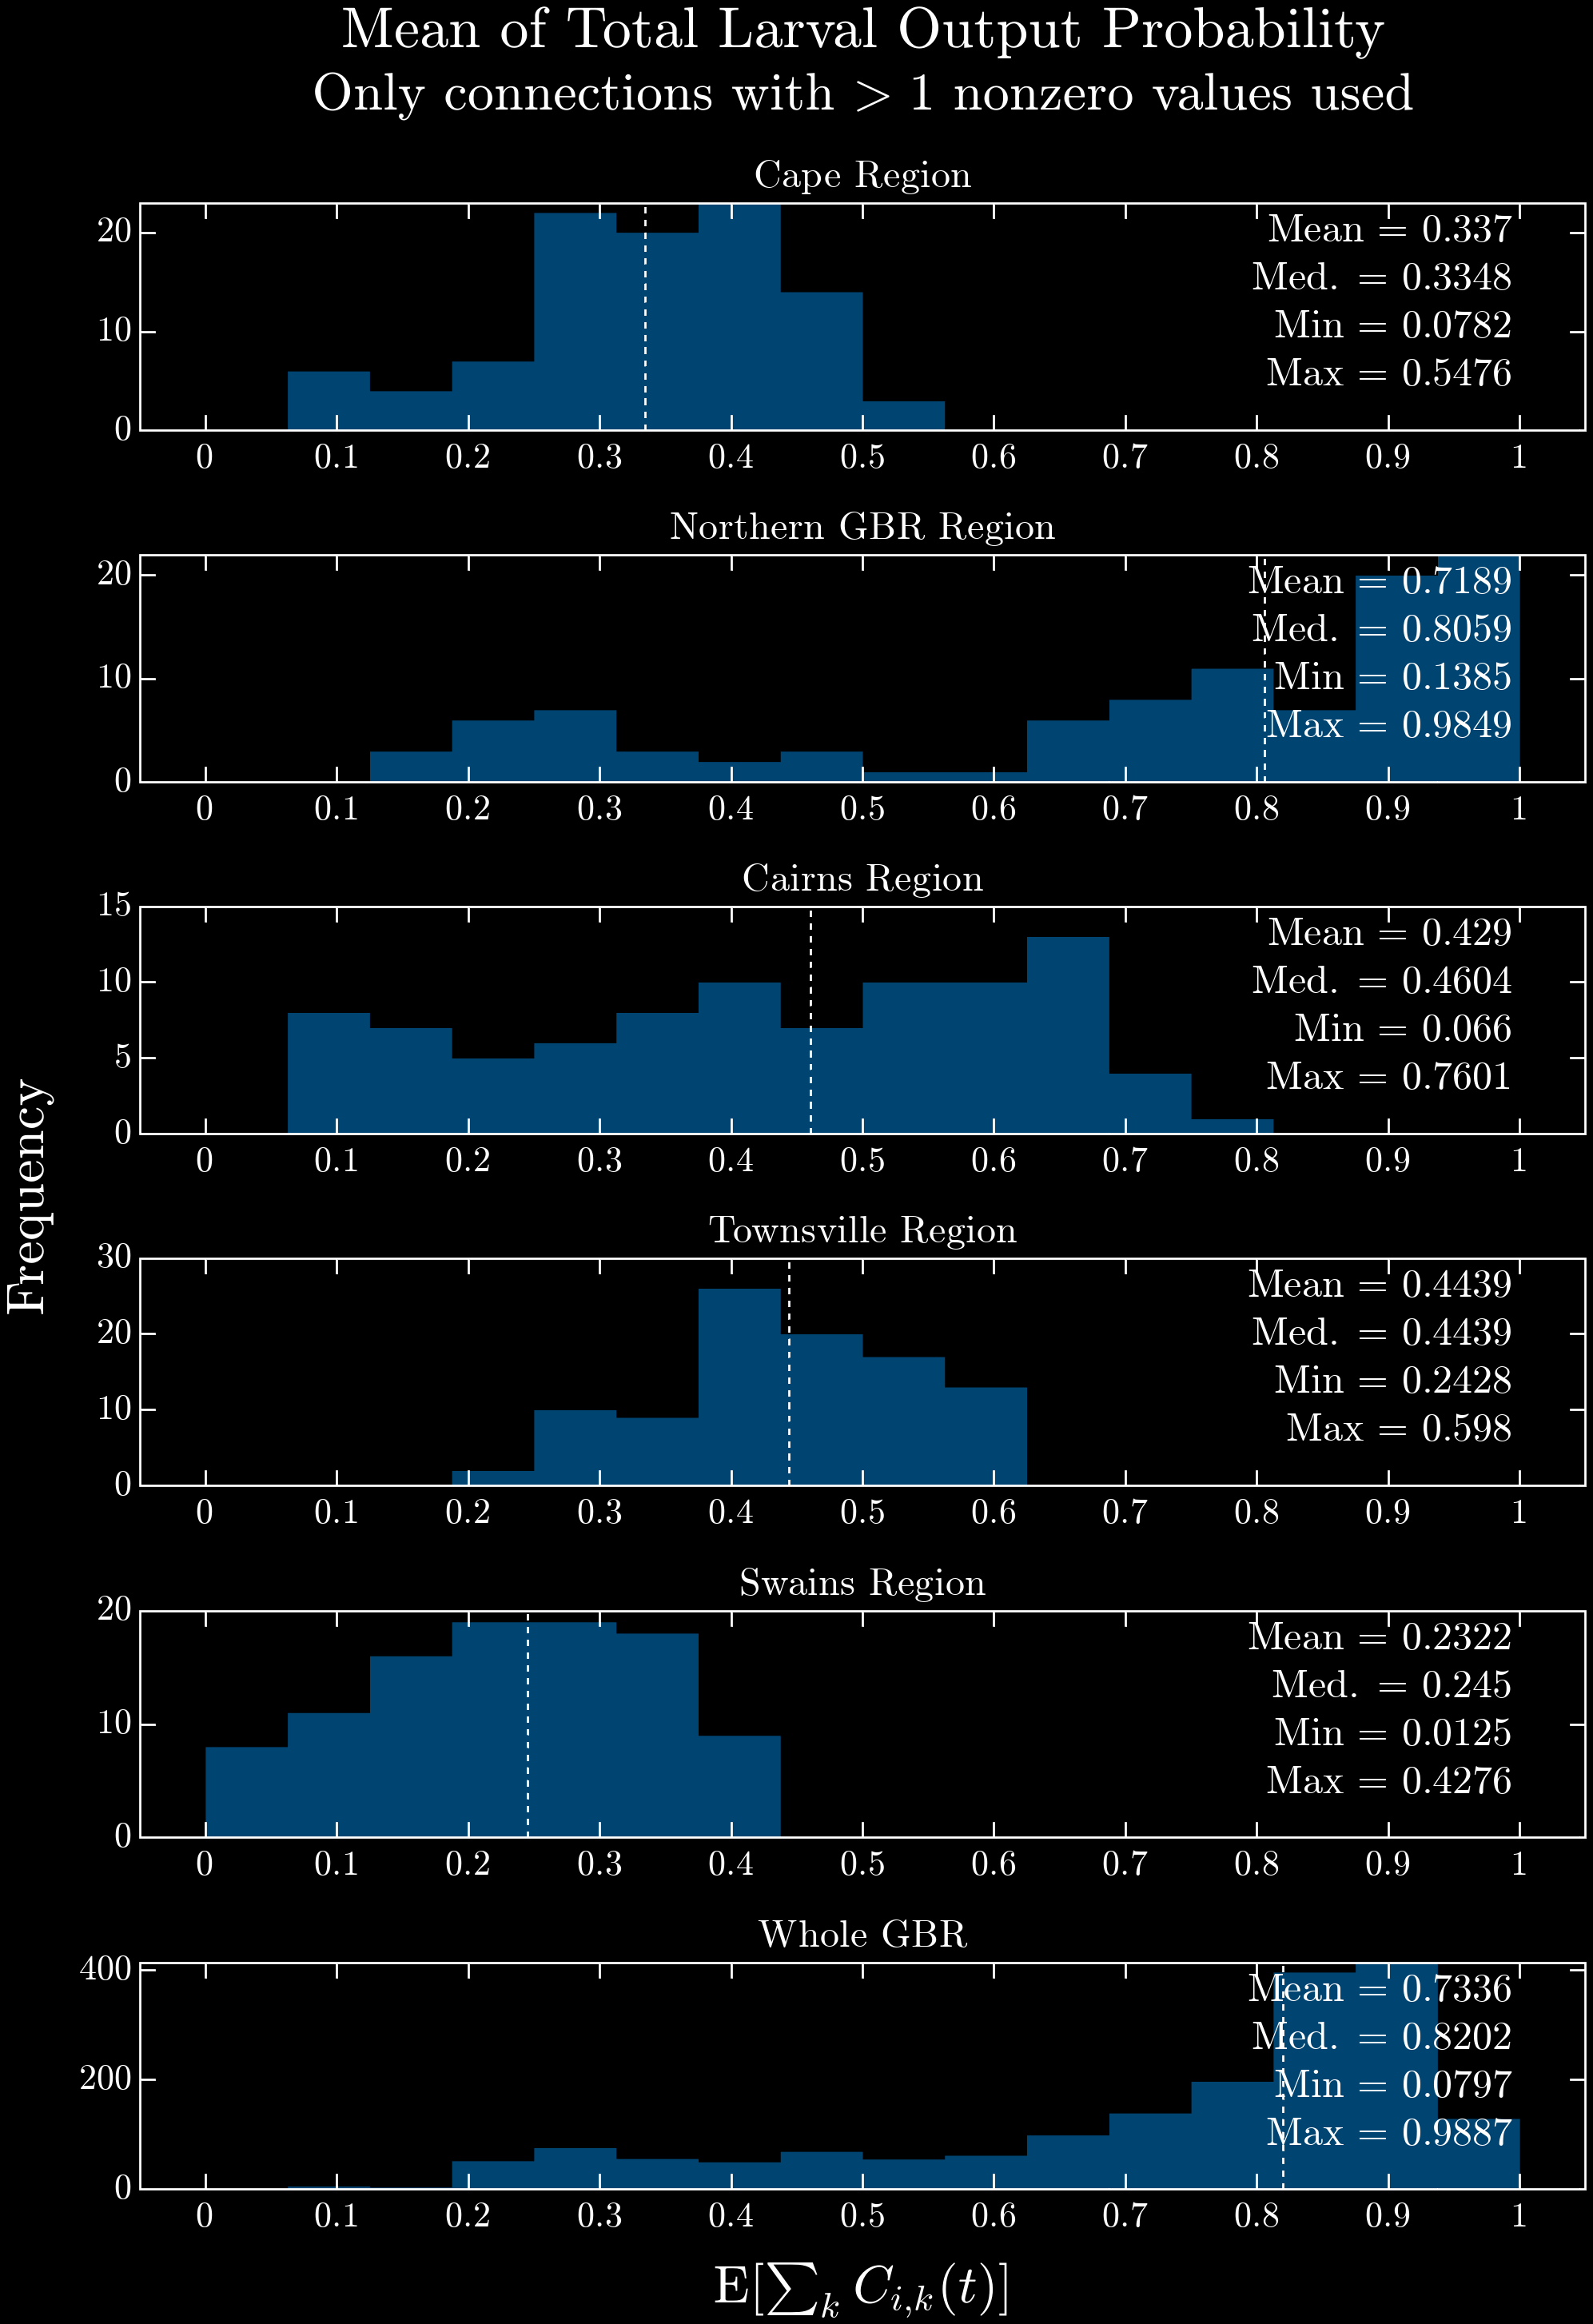 Mean of Total Larval Output Probability
Only connections with > 1 nonzero values used
Cape Region
20
10
0
Mean = 0.337
Med. = 0.3348
Min = 0.0782
Max = 0.5476
0 0.1 0.2 0.3 0.4 0.5 0.6 0.7 0.8 0.9 1
Northern GBR Region
20
10
0
Mean = 0.7189
Med. = 0.8059
Min = 0.1385
Max = 0.9849
0 0.1 0.2 0.3 0.4 0.5 0.6 0.7 0.8 0.9 1
Cairns Region
15
10
5
0
Mean = 0.429
Med. = 0.4604
Min = 0.066
Max = 0.7601
0 0.1 0.2 0.3 0.4 0.5 0.6 0.7 0.8 0.9 1
Frequency
Townsville Region
30
20
10
0
Mean = 0.4439
Med. = 0.4439
Min = 0.2428
Max = 0.598
0 0.1 0.2 0.3 0.4 0.5 0.6 0.7 0.8 0.9 1
Swains Region
20
10
0
Mean = 0.2322
Med. = 0.245
Min = 0.0125
Max = 0.4276
0 0.1 0.2 0.3 0.4 0.5 0.6 0.7 0.8 0.9 1
Whole GBR
400
200
0
Mean = 0.7336
Med. = 0.8202
Min = 0.0797
Max = 0.9887
0 0.1 0.2 0.3 0.4 0.5 0.6 0.7 0.8 0.9 1
E[∑_k C_{i,k}(t)]